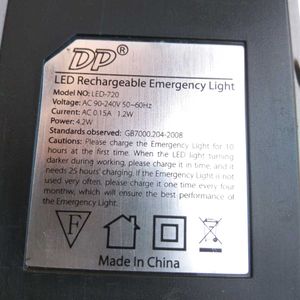 DP®
LED Rechargeable Emergency Light
Model No: LED-720
Voltage: AC 90-240V 50~60Hz
Current: AC 0.15A 1.2W
Power: 4.2W
Standards observed: GB7000.204-2008
Cautions: Please charge the Emergency Light for 10
hours at the first time. When the LED light turning
darker during working, please charge it in time, and it
needs 25 hours' charging. If the Emergency Light is not
used very often, please charge it one time every four
monthw, which will ensure the best performance of
the Emergency Light.
F
Made In China